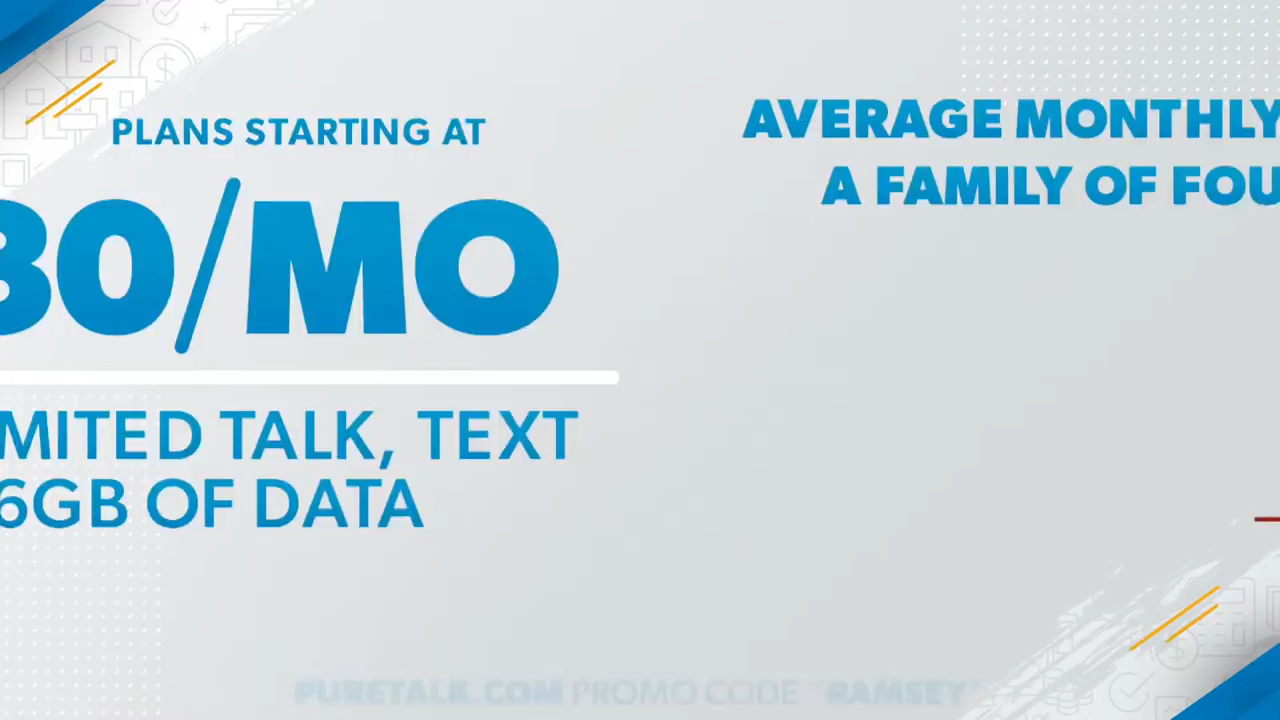 PLANS STARTING AT
30/MO
MITED TALK, TEXT
6GB OF DATA
AVERAGE MONTHLY
A FAMILY OF FOU
PURETALK.COM PROMO CODE "RAMSEY"